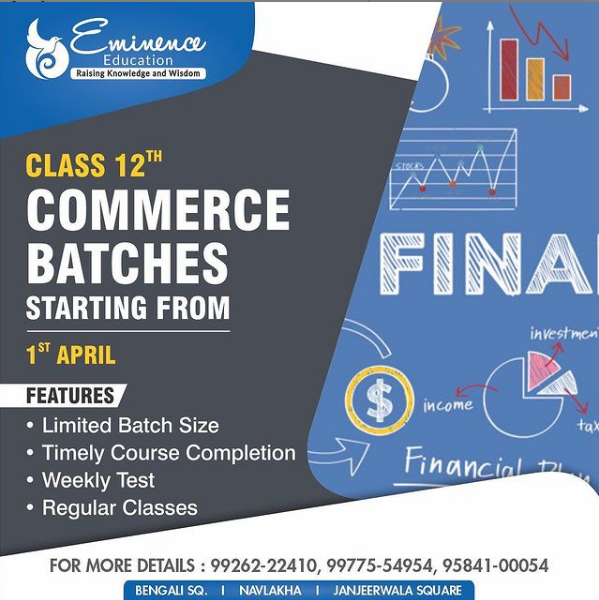 Eminence
Education
Raising Knowledge and Wisdom
CLASS 12TH
COMMERCE
BATCHES
STARTING FROM
1ST APRIL
FEATURES
• Limited Batch Size
• Timely Course Completion
• Weekly Test
• Regular Classes
STOCKS
FINA
investmen
income
tax
Financial Plan
FOR MORE DETAILS : 99262-22410, 99775-54954, 95841-00054
BENGALI SQ. I NAVLAKHA I JANJEERWALA SQUARE